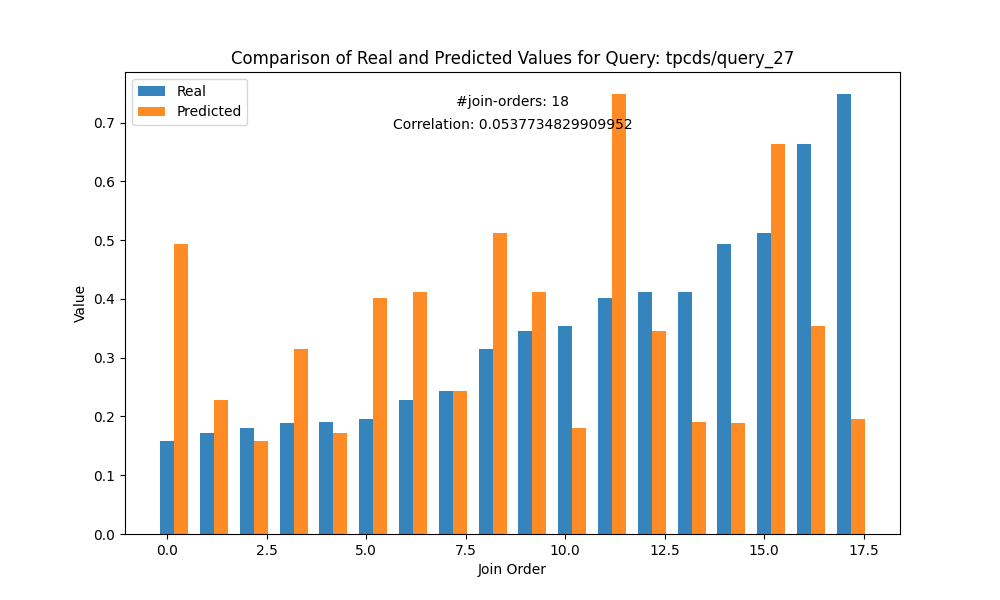 Comparison of Real and Predicted Values for Query: tpcds/query_27
Real
Predicted
#join-orders: 18
Correlation: 0.0537734829909952
Value
0.7
0.6
0.5
0.4
0.3
0.2
0.1
0.0
0.0 2.5 5.0 7.5 10.0 12.5 15.0 17.5
Join Order